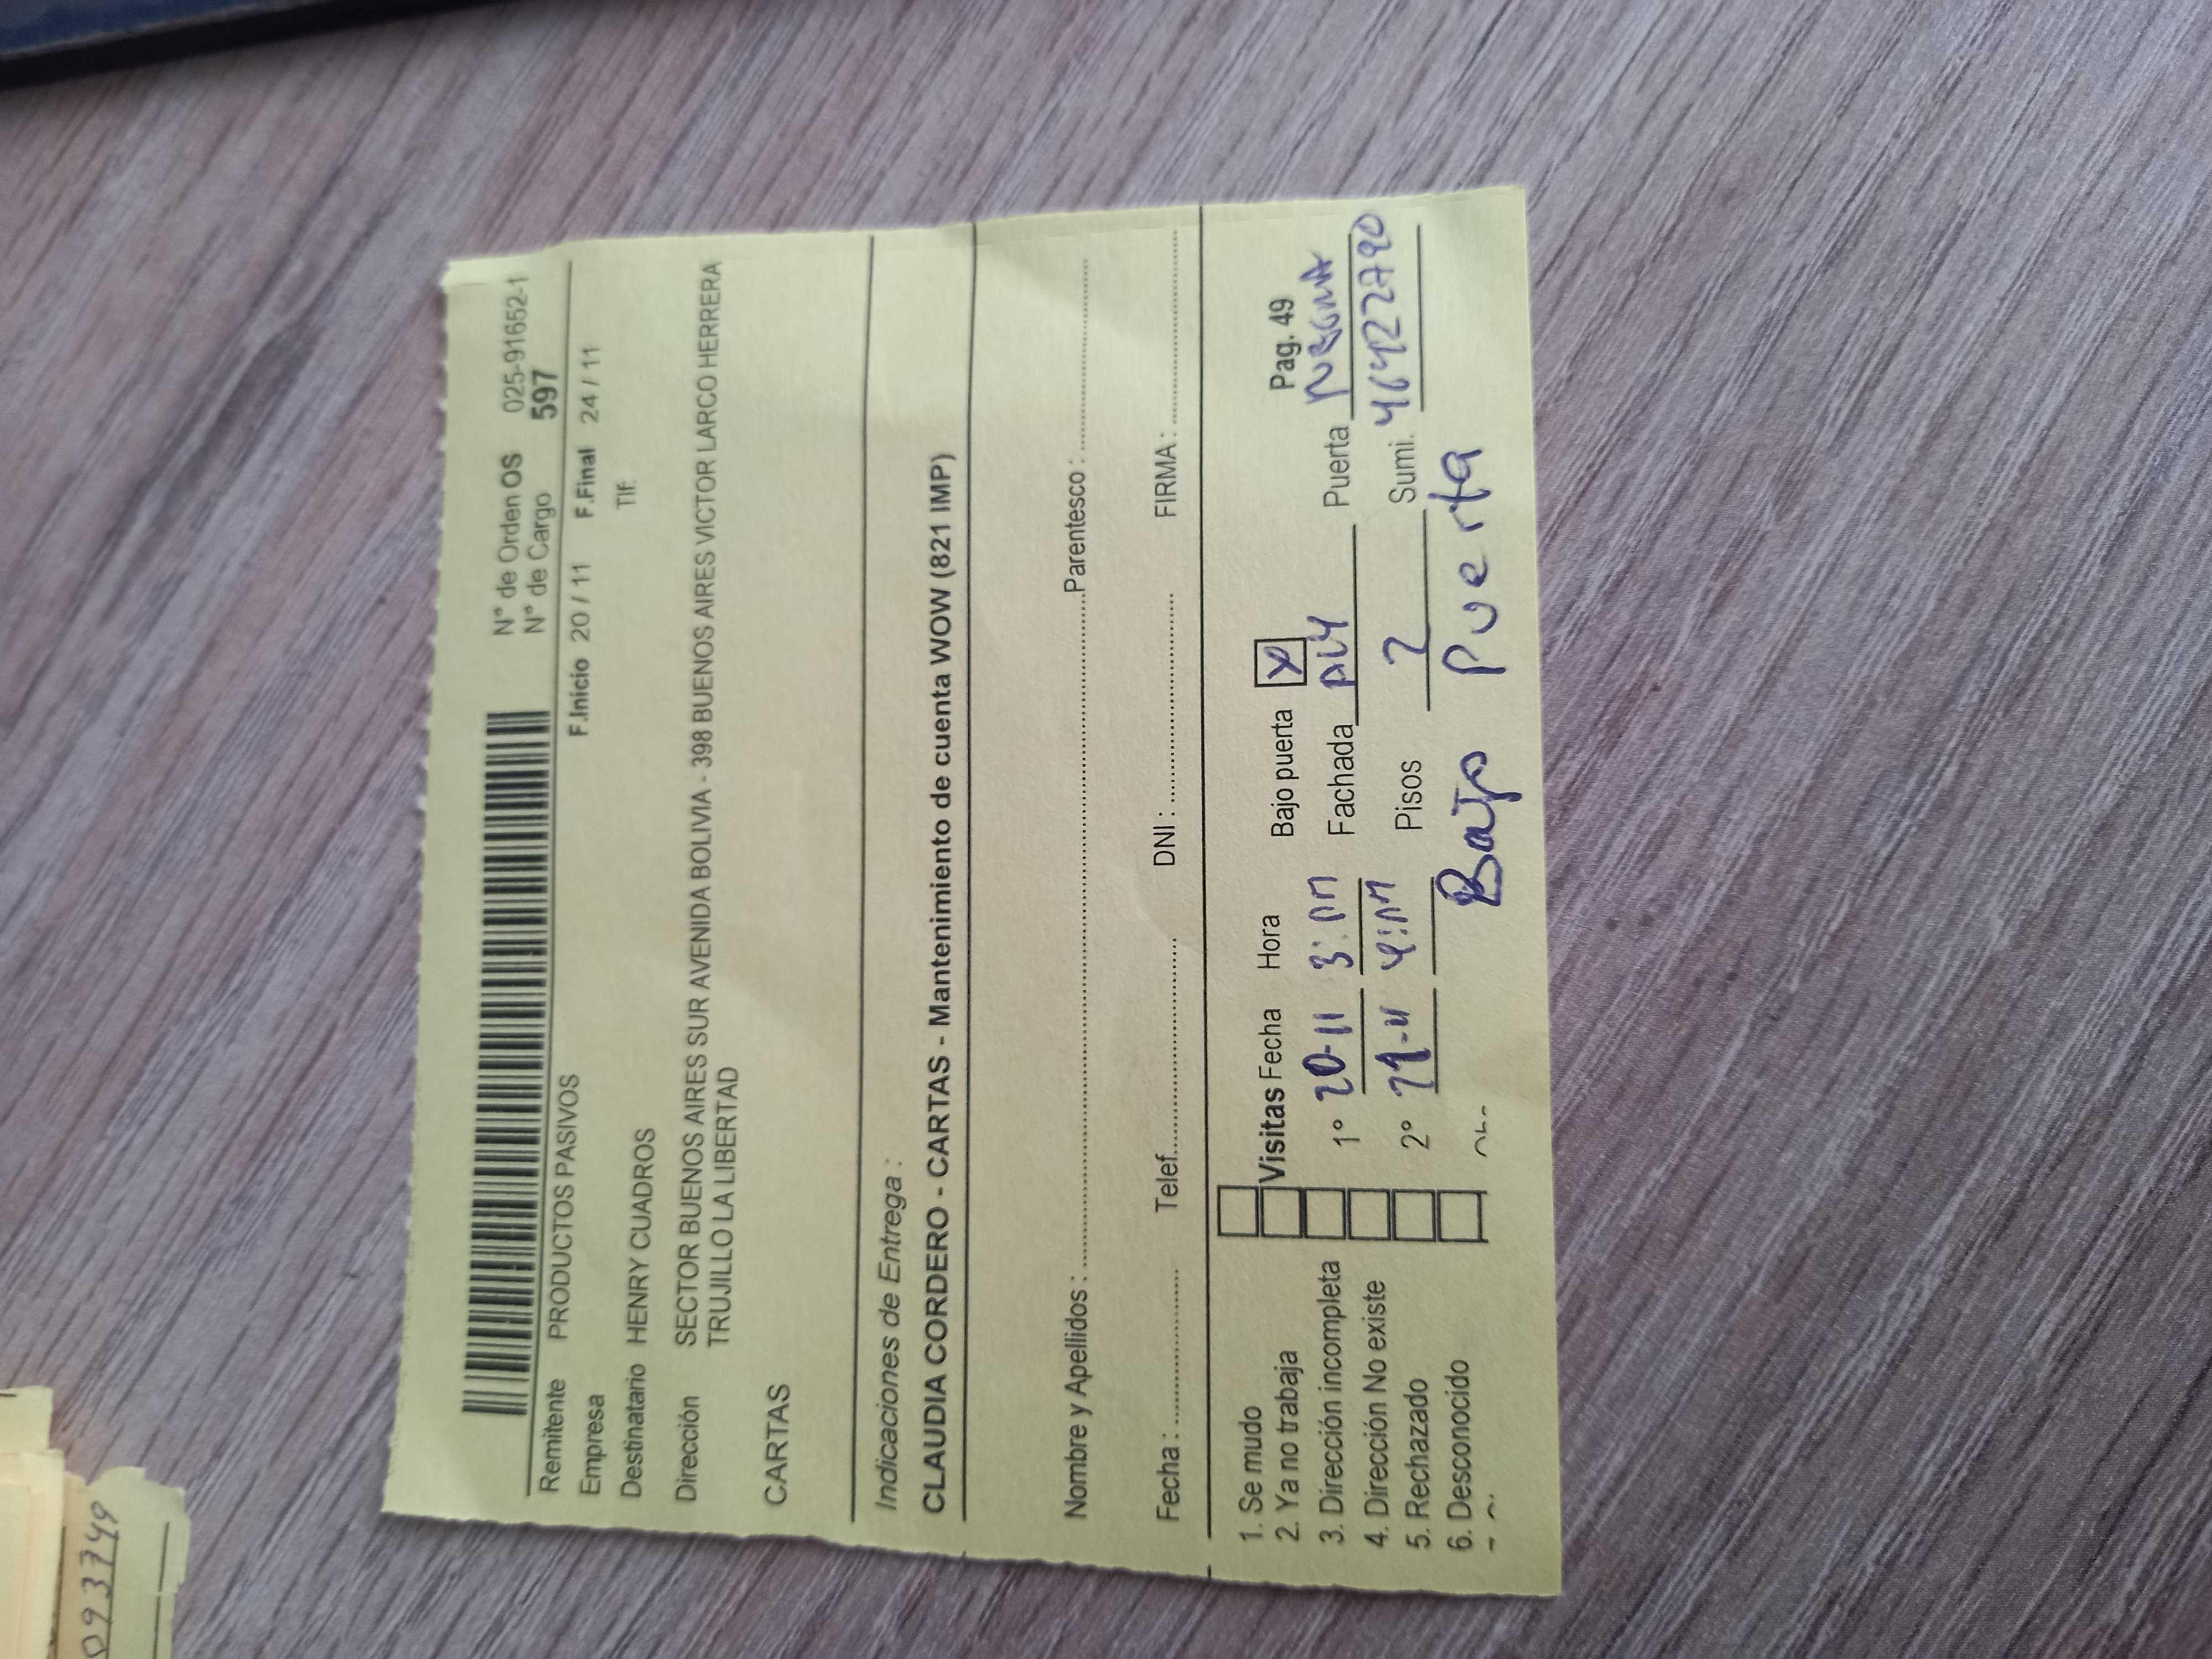 N° de Orden OS 025-91652-1
N° de Cargo 597
Remitente PRODUCTOS PASIVOS
F.Inicio 20 / 11 F.Final 24 / 11
Empresa
Tlf:
Destinatario HENRY CUADROS
Dirección SECTOR BUENOS AIRES SUR AVENIDA BOLIVIA - 398 BUENOS AIRES VICTOR LARCO HERRERA
TRUJILLO LA LIBERTAD
CARTAS
Indicaciones de Entrega :
CLAUDIA CORDERO - CARTAS - Mantenimiento de cuenta WOW (821 IMP)
Nombre y Apellidos : Parentesco :
Fecha : Telef. DNI : FIRMA :
1. Se mudo
2. Ya no trabaja Visitas Fecha Hora Bajo puerta X Pag. 49
3. Dirección incompleta 1° 20-11 3: Fachada Puerta
4. Dirección No existe
5. Rechazado 2° 21-11 4: Pisos 2 Sumi.
6. Desconocido
Bajo Puerta
093749